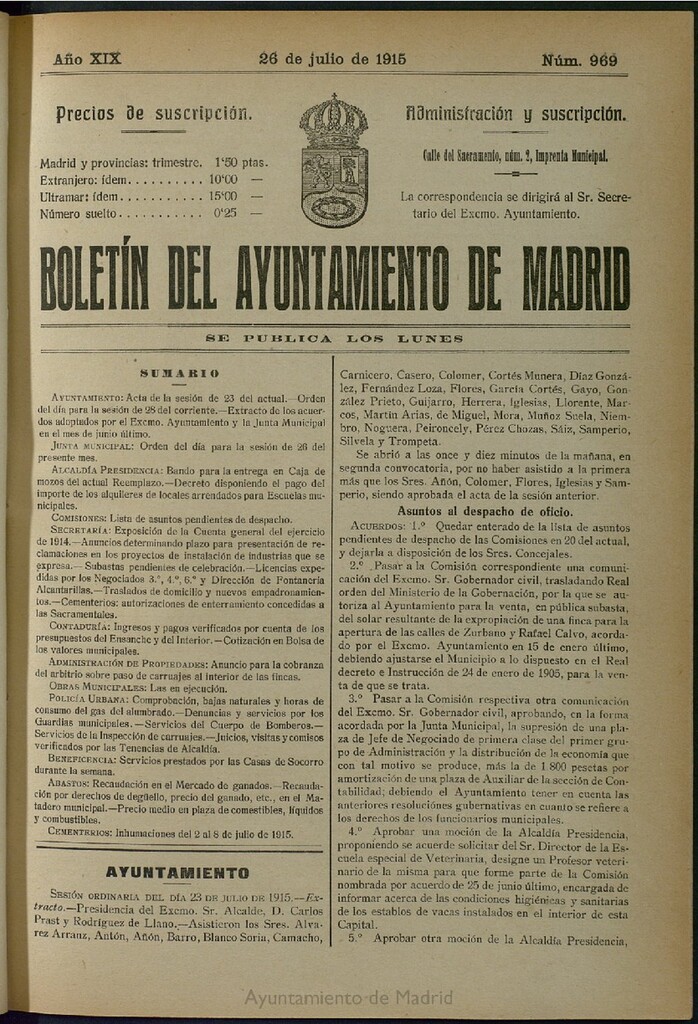 Año XIX
26 de julio de 1915
Núm. 969
Precios de suscripción.
Madrid y provincias: trimestre. 1'50 ptas.
Extranjero: ídem.......... 10'00 —
Ultramar: ídem........... 15'00 —
Número suelto........... 0'25 —
Administración y suscripción.
Calle del Sacramento, núm. 2, Imprenta Municipal.
La correspondencia se dirigirá al Sr. Secre-
tario del Excmo. Ayuntamiento.
BOLETÍN DEL AYUNTAMIENTO DE MADRID
SE PUBLICA LOS LUNES
SUMARIO
AYUNTAMIENTO: Acta de la sesión de 23 del actual.—Orden
del día para la sesión de 28 del corriente.—Extracto de los acuer-
dos adoptados por el Excmo. Ayuntamiento y la Junta Municipal
en el mes de junio último.
JUNTA MUNICIPAL: Orden del día para la sesión de 26 del
presente mes.
ALCALDÍA PRESIDENCIA: Bando para la entrega en Caja de
mozos del actual Reemplazo.—Decreto disponiendo el pago del
importe de los alquileres de locales arrendados para Escuelas mu-
nicipales.
COMISIONES: Lista de asuntos pendientes de despacho.
SECRETARÍA: Exposición de la Cuenta general del ejercicio
de 1914.—Anuncios determinando plazo para presentación de re-
clamaciones en los proyectos de instalación de industrias que se
expresa.—Subastas pendientes de celebración.—Licencias expe-
didas por los Negociados 3.º, 4.º, 6.º y Dirección de Fontanería
Alcantarillas.—Traslados de domicilio y nuevos empadronamien-
tos.—Cementerios: autorizaciones de enterramiento concedidas a
las Sacramentales.
CONTADURÍA: Ingresos y pagos verificados por cuenta de los
presupuestos del Ensanche y del Interior.—Cotización en Bolsa de
los valores municipales.
ADMINISTRACIÓN DE PROPIEDADES: Anuncio para la cobranza
del arbitrio sobre paso de carruajes al interior de las fincas.
OBRAS MUNICIPALES: Las en ejecución.
POLICÍA URBANA: Comprobación, bajas naturales y horas de
consumo del gas del alumbrado.—Denuncias y servicios por los
Guardias municipales.—Servicios del Cuerpo de Bomberos.—
Servicios de la Inspección de carruajes.—Juicios, visitas y comisos
verificados por las Tenencias de Alcaldía.
BENEFICENCIA: Servicios prestados por las Casas de Socorro
durante la semana.
ABASTOS: Recaudación en el Mercado de ganados.—Recauda-
ción por derechos de degüello, precio del ganado, etc., en el Ma-
tadero municipal.—Precio medio en plaza de comestibles, líquidos
y combustibles.
CEMENTERIOS: Inhumaciones del 2 al 8 de julio de 1915.
AYUNTAMIENTO
SESIÓN ORDINARIA DEL DÍA 23 DE JULIO DE 1915.—Ex-
tracto.—Presidencia del Excmo. Sr. Alcalde, D. Carlos
Prast y Rodríguez de Llano.—Asistieron los Sres. Alva-
rez Arranz, Antón, Añón, Barro, Blanco Soria, Camacho,
Carnicero, Casero, Colomer, Cortés Munera, Díaz Gonzá-
lez, Fernández Loza, Flores, García Cortés, Gayo, Gon-
zález Prieto, Guijarro, Herrera, Iglesias, Llorente, Mar-
cos, Martín Arias, de Miguel, Mora, Muñoz Suela, Niem-
bro, Noguera, Peironcely, Pérez Chozas, Sáiz, Samperio,
Silvela y Trompeta.
Se abrió a las once y diez minutos de la mañana, en
segunda convocatoria, por no haber asistido a la primera
más que los Sres. Añón, Colomer, Flores, Iglesias y Sam-
perio, siendo aprobada el acta de la sesión anterior.
Asuntos al despacho de oficio.
ACUERDOS: 1.º Quedar enterado de la lista de asuntos
pendientes de despacho de las Comisiones en 20 del actual,
y dejarla a disposición de los Sres. Concejales.
2.º Pasar a la Comisión correspondiente una comuni-
cación del Excmo. Sr. Gobernador civil, trasladando Real
orden del Ministerio de la Gobernación, por la que se au-
toriza al Ayuntamiento para la venta, en pública subasta,
del solar resultante de la expropiación de una finca para la
apertura de las calles de Zurbano y Rafael Calvo, acorda-
do por el Excmo. Ayuntamiento en 15 de enero último,
debiendo ajustarse el Municipio a lo dispuesto en el Real
decreto e Instrucción de 24 de enero de 1905, para la ven-
ta de que se trata.
3.º Pasar a la Comisión respectiva otra comunicación
del Excmo. Sr. Gobernador civil, aprobando, en la forma
acordada por la Junta Municipal, la supresión de una pla-
za de Jefe de Negociado de primera clase del primer gru-
po de Administración y la distribución de la economía que
con tal motivo se produce, más la de 1.800 pesetas por
amortización de una plaza de Auxiliar de la sección de Con-
tabilidad; debiendo el Ayuntamiento tener en cuenta las
anteriores resoluciones gubernativas en cuanto se refiere a
los derechos de los funcionarios municipales.
4.º Aprobar una moción de la Alcaldía Presidencia,
proponiendo se acuerde solicitar del Sr. Director de la Es-
cuela especial de Veterinaria, designe un Profesor veteri-
nario de la misma para que forme parte de la Comisión
nombrada por acuerdo de 25 de junio último, encargada de
informar acerca de las condiciones higiénicas y sanitarias
de los establos de vacas instalados en el interior de esta
Capital.
5.º Aprobar otra moción de la Alcaldía Presidencia,
Ayuntamiento de Madrid